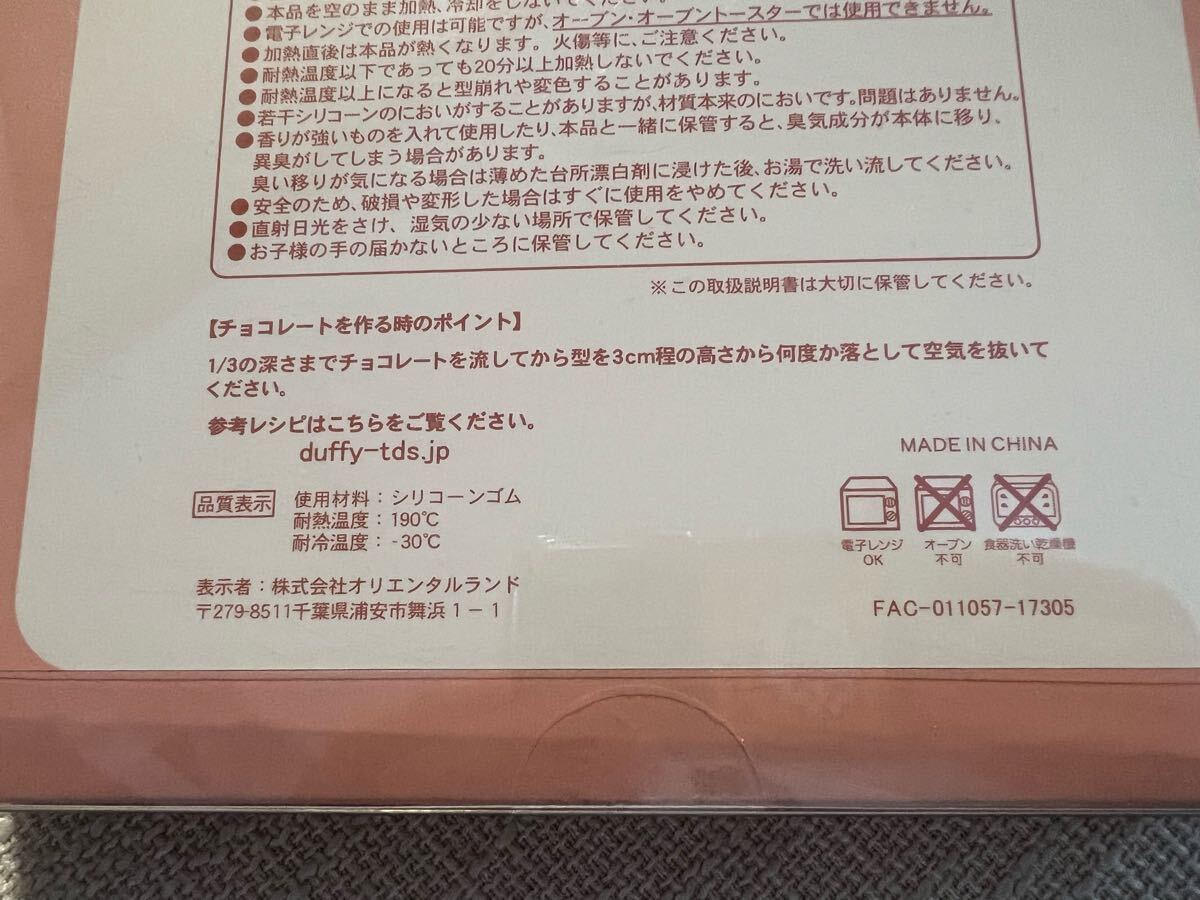 ●本品を空のまま加熱、冷却をしないでください。
●電子レンジでの使用は可能ですが、オーブン・オーブントースターでは使用できません。
●加熱直後は本品が熱くなります。火傷等に、ご注意ください。
●耐熱温度以下であっても20分以上加熱しないでください。
●耐熱温度以上になると型崩れや変色することがあります。
●若干シリコーンのにおいがすることがありますが、材質本来のにおいです。問題はありません。
●香りが強いものを入れて使用したり、本品と一緒に保管すると、臭気成分が本体に移り、
異臭がしてしまう場合があります。
臭い移りが気になる場合は薄めた台所漂白剤に浸けた後、お湯で洗い流してください。
●安全のため、破損や変形した場合はすぐに使用をやめてください。
●直射日光をさけ、湿気の少ない場所で保管してください。
●お子様の手の届かないところに保管してください。
※この取扱説明書は大切に保管してください。
【チョコレートを作る時のポイント】
1/3の深さまでチョコレートを流してから型を3cm程の高さから何度か落として空気を抜いて
ください。
参考レシピはこちらをご覧ください。
duffy-tds.jp
MADE IN CHINA
品質表示 使用材料：シリコーンゴム
耐熱温度：190℃
耐冷温度：-30℃
電子レンジ OK
オーブン 不可
食器洗い乾燥機 不可
表示者：株式会社オリエンタルランド
〒279-8511千葉県浦安市舞浜1－1
FAC-011057-17305